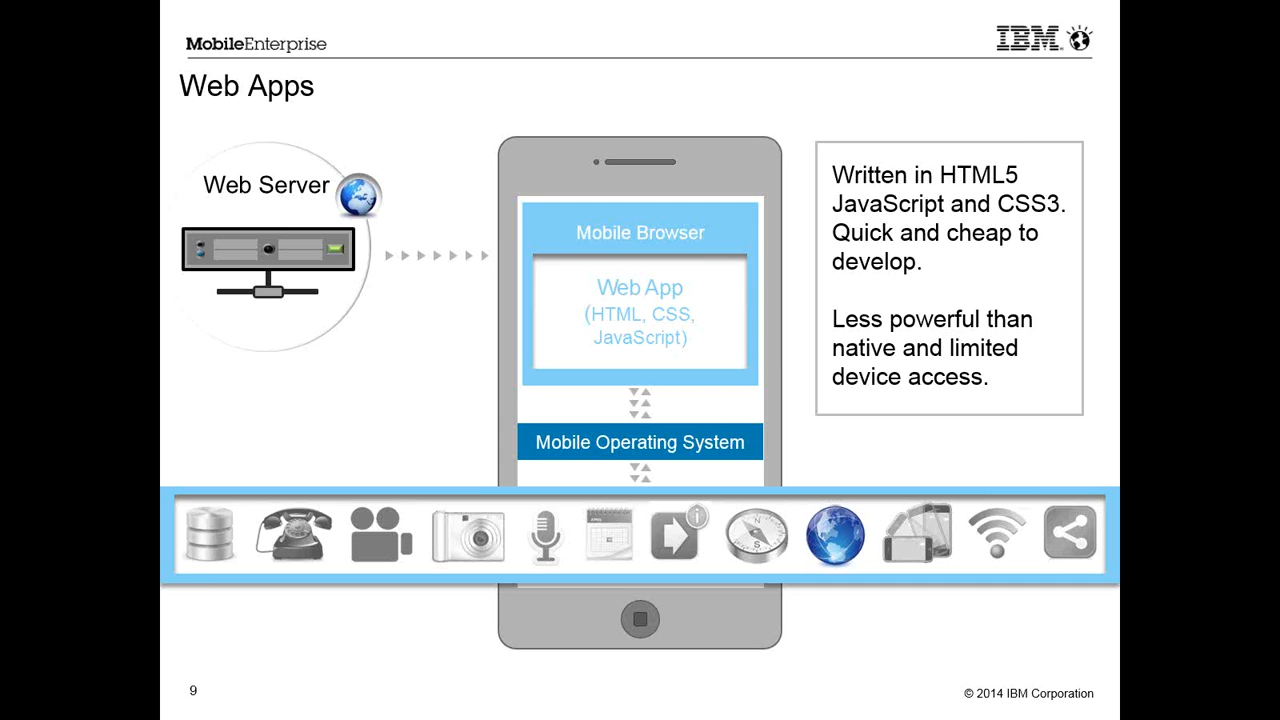 MobileEnterprise
IBM
Web Apps
Web Server
Mobile Browser
Web App
(HTML, CSS,
JavaScript)
Mobile Operating System
Written in HTML5
JavaScript and CSS3.
Quick and cheap to
develop.
Less powerful than
native and limited
device access.
i
N
S
9
© 2014 IBM Corporation